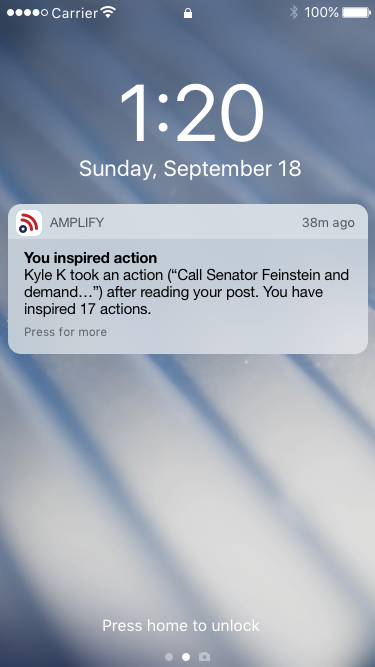 Carrier 100%
1:20
Sunday, September 18
AMPLIFY 38m ago
You inspired action
Kyle K took an action (“Call Senator Feinstein and
demand…”) after reading your post. You have
inspired 17 actions.
Press for more
Press home to unlock